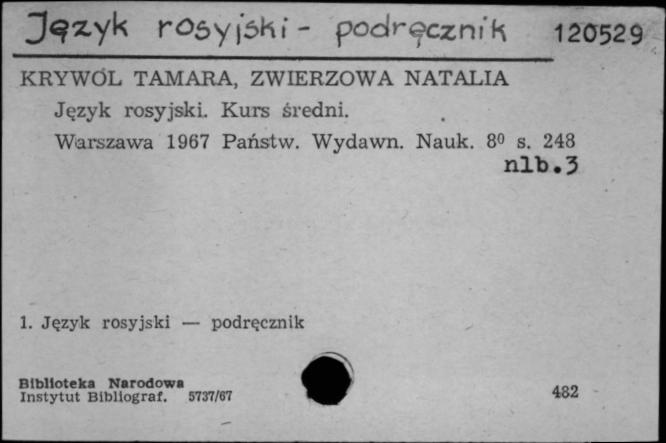 Język rosyjski - podręcznik 120529
KRYWÓL TAMARA, ZWIERZOWA NATALIA
Język rosyjski. Kurs średni.
Warszawa 1967 Państw. Wydawn. Nauk. 8⁰ s. 248
nlb.3
1. Język rosyjski — podręcznik
Biblioteka Narodowa
Instytut Bibliograf. 5737/67
482